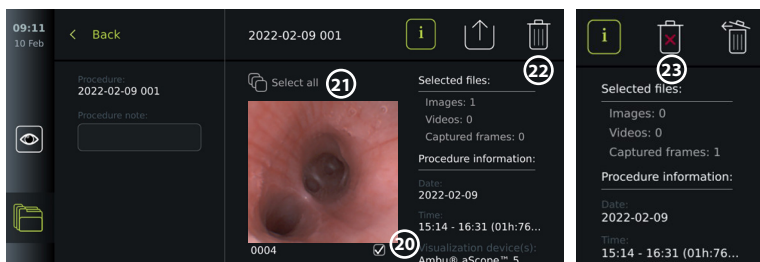 09:11
10 Feb
Back
2022-02-09 001
i
22
Procedure:
2022-02-09 001
Procedure note:
Select all
21
0004
20
Selected files:
Images: 1
Videos: 0
Captured frames: 0
Procedure information:
Date:
2022-02-09
Time:
15:14 - 16:31 (01h:76...
Visualization device(s):
Ambu® aScope™ 5
i
23
Selected files:
Images: 0
Videos: 0
Captured frames: 1
Procedure information:
Date:
2022-02-09
Time:
15:14 - 16:31 (01h:76...